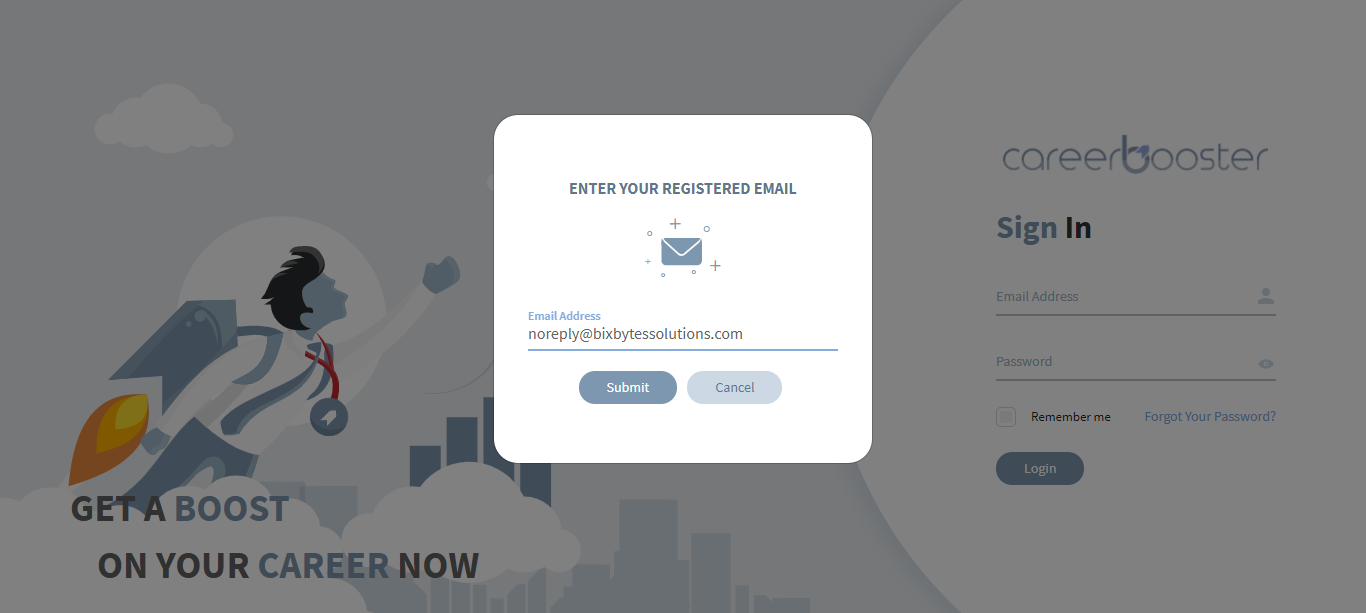 ENTER YOUR REGISTERED EMAIL
Email Address
noreply@bixbytessolutions.com
Submit
Cancel
careerbooster
Sign In
Email Address
Password
Remember me
Forgot Your Password?
Login
GET A BOOST
ON YOUR CAREER NOW